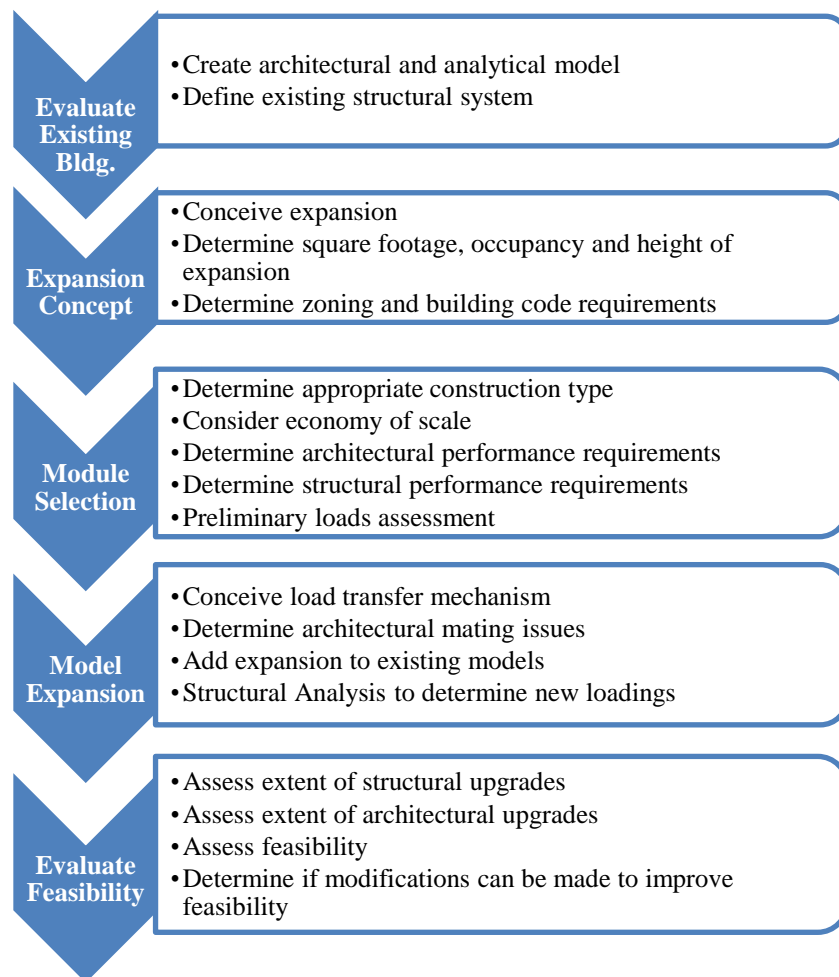 Evaluate
Existing
Bldg.
•Create architectural and analytical model
•Define existing structural system
Expansion
Concept
•Conceive expansion
•Determine square footage, occupancy and height of
expansion
•Determine zoning and building code requirements
Module
Selection
•Determine appropriate construction type
•Consider economy of scale
•Determine architectural performance requirements
•Determine structural performance requirements
•Preliminary loads assessment
Model
Expansion
•Conceive load transfer mechanism
•Determine architectural mating issues
•Add expansion to existing models
•Structural Analysis to determine new loadings
Evaluate
Feasibility
•Assess extent of structural upgrades
•Assess extent of architectural upgrades
•Assess feasibility
•Determine if modifications can be made to improve
feasibility